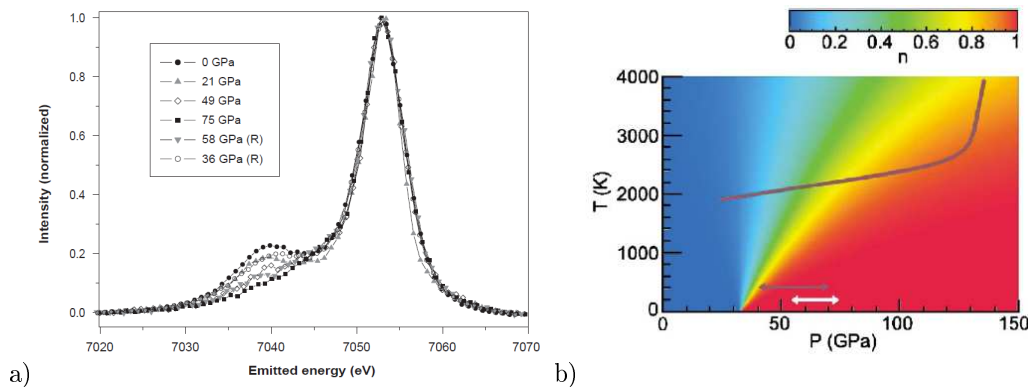 a)
Intensity (normalized)
1.0
0.8
0.6
0.4
0.2
0.0
0 GPa
21 GPa
49 GPa
75 GPa
58 GPa (R)
36 GPa (R)
7020 7030 7040 7050 7060 7070
Emitted energy (eV)
b)
0 0.2 0.4 0.6 0.8 1
n
T (K)
4000
3000
2000
1000
0
0 50 100 150
P (GPa)